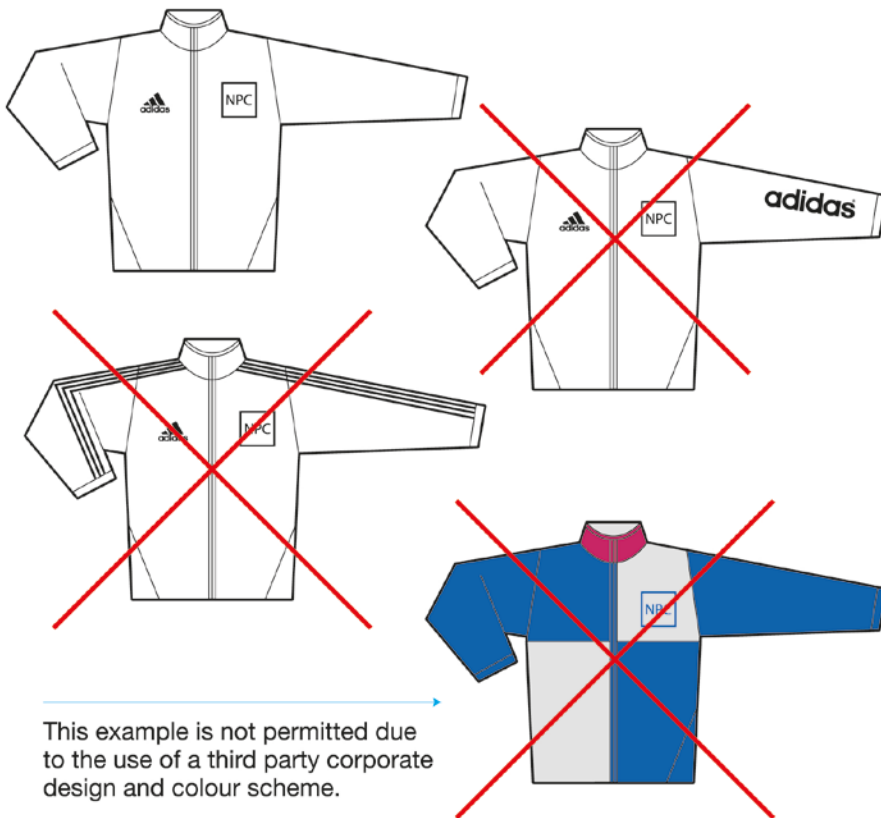 adidas
NPC
adidas
NPC
adidas
adidas
NPC
NPC
This example is not permitted due
to the use of a third party corporate
design and colour scheme.